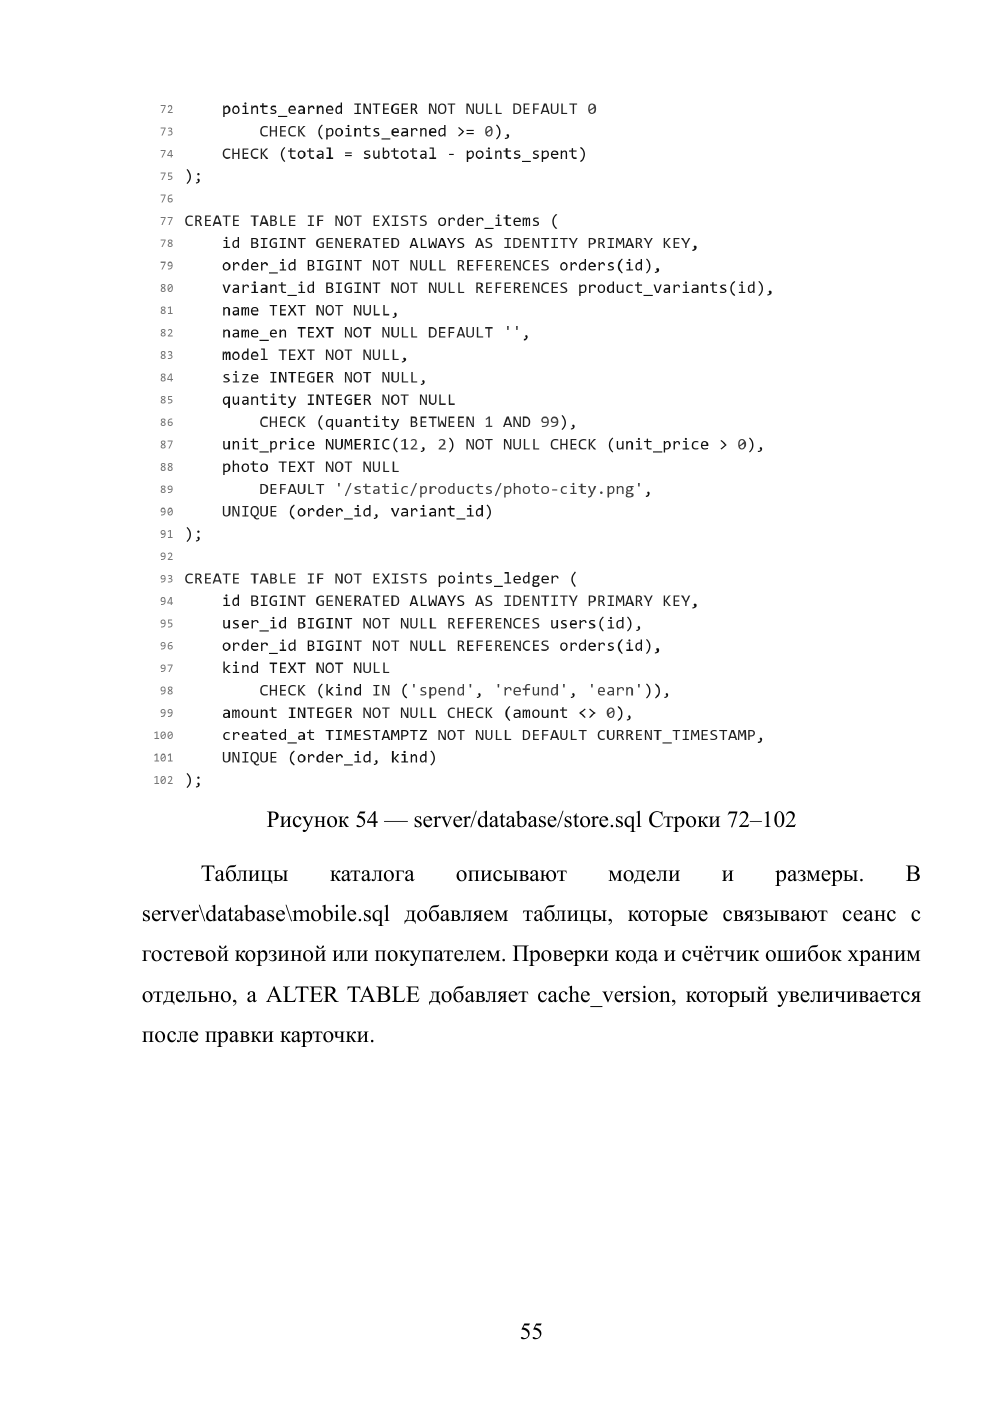 72 points_earned INTEGER NOT NULL DEFAULT 0
73 CHECK (points_earned >= 0),
74 CHECK (total = subtotal - points_spent)
75 );
76
77 CREATE TABLE IF NOT EXISTS order_items (
78 id BIGINT GENERATED ALWAYS AS IDENTITY PRIMARY KEY,
79 order_id BIGINT NOT NULL REFERENCES orders(id),
80 variant_id BIGINT NOT NULL REFERENCES product_variants(id),
81 name TEXT NOT NULL,
82 name_en TEXT NOT NULL DEFAULT '',
83 model TEXT NOT NULL,
84 size INTEGER NOT NULL,
85 quantity INTEGER NOT NULL
86 CHECK (quantity BETWEEN 1 AND 99),
87 unit_price NUMERIC(12, 2) NOT NULL CHECK (unit_price > 0),
88 photo TEXT NOT NULL
89 DEFAULT '/static/products/photo-city.png',
90 UNIQUE (order_id, variant_id)
91 );
92
93 CREATE TABLE IF NOT EXISTS points_ledger (
94 id BIGINT GENERATED ALWAYS AS IDENTITY PRIMARY KEY,
95 user_id BIGINT NOT NULL REFERENCES users(id),
96 order_id BIGINT NOT NULL REFERENCES orders(id),
97 kind TEXT NOT NULL
98 CHECK (kind IN ('spend', 'refund', 'earn')),
99 amount INTEGER NOT NULL CHECK (amount <> 0),
100 created_at TIMESTAMPTZ NOT NULL DEFAULT CURRENT_TIMESTAMP,
101 UNIQUE (order_id, kind)
102 );
Рисунок 54 — server/database/store.sql Строки 72–102
Таблицы каталога описывают модели и размеры. В
server\database\mobile.sql добавляем таблицы, которые связывают сеанс с
гостевой корзиной или покупателем. Проверки кода и счётчик ошибок храним
отдельно, а ALTER TABLE добавляет cache_version, который увеличивается
после правки карточки.
55